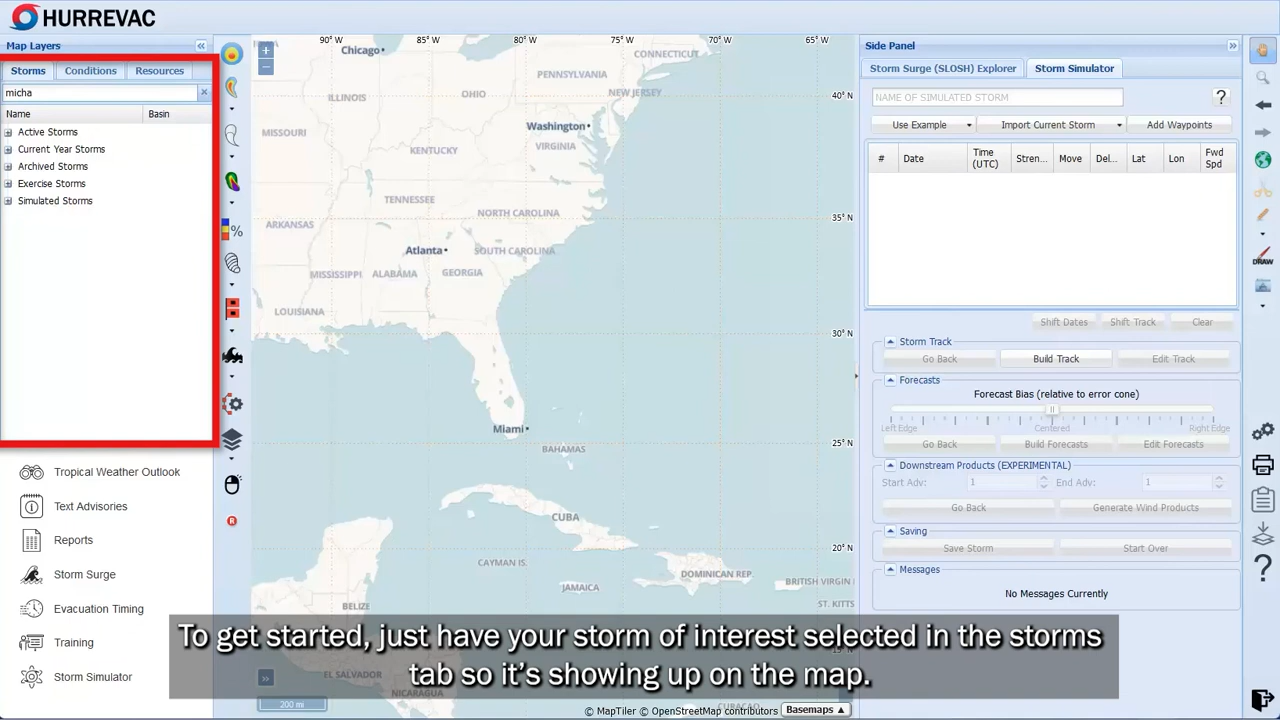 HURREVAC
Map Layers
Storms
Conditions
Resources
micha
Name
Basin
Active Storms
Current Year Storms
Archived Storms
Exercise Storms
Simulated Storms
Tropical Weather Outlook
Text Advisories
Reports
Storm Surge
Evacuation Timing
Training
Storm Simulator
%
R
+
−
90° W
80° W
75° W
70° W
65° W
Chicago
CONNECTICUT
PENNSYLVANIA
NEW JERSEY
ILLINOIS
OHIO
40° N
MISSOURI
Washington
VIRGINIA
KENTUCKY
TENNESSEE
NORTH CAROLINA
35° N
ARKANSAS
Atlanta
SOUTH CAROLINA
MISSISSIPPI
ALABAMA
GEORGIA
LOUISIANA
30° N
Miami
25° N
BAHAMAS
CUBA
20° N
CAYMAN IS.
DOMINICAN REP.
JAMAICA
BRITISH VIRGIN I
BELIZE
ST. KITTS
EL SALVADOR
NICARAGUA
200 mi
© MapTiler © OpenStreetMap contributors
Basemaps ▲
Side Panel
Storm Surge (SLOSH) Explorer
Storm Simulator
NAME OF SIMULATED STORM
?
Use Example
Import Current Storm
Add Waypoints
#
Date
Time (UTC)
Stren...
Move
Del...
Lat
Lon
Fwd Spd
Shift Dates
Shift Track
Clear
Storm Track
Go Back
Build Track
Edit Track
Forecasts
Forecast Bias (relative to error cone)
Left Edge
Centered
Right Edge
Go Back
Build Forecasts
Edit Forecasts
Downstream Products (EXPERIMENTAL)
Start Adv:
1
End Adv:
1
Go Back
Generate Wind Products
Saving
Save Storm
Start Over
Messages
No Messages Currently
DRAW
?
To get started, just have your storm of interest selected in the storms
tab so it's showing up on the map.